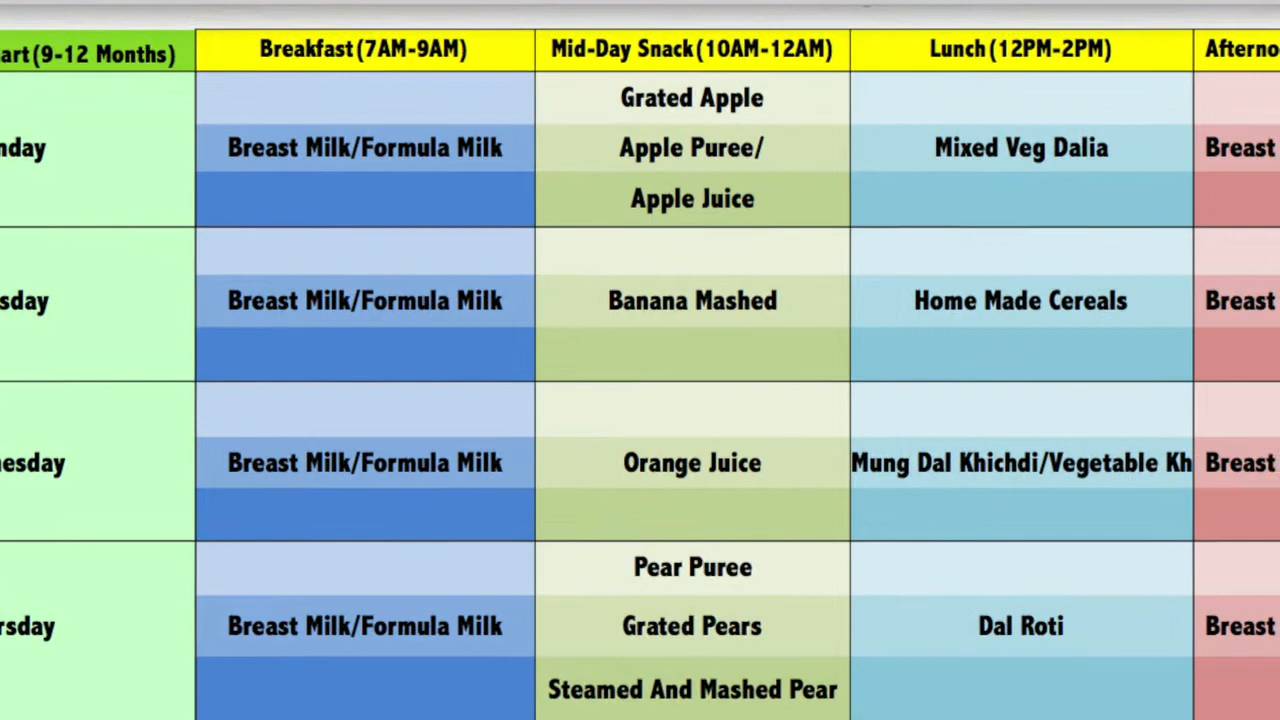 art(9-12 Months) Breakfast(7AM-9AM) Mid-Day Snack(10AM-12AM) Lunch(12PM-2PM) Afterno
Grated Apple
nday Breast Milk/Formula Milk Apple Puree/ Mixed Veg Dalia Breast
Apple Juice
sday Breast Milk/Formula Milk Banana Mashed Home Made Cereals Breast
esday Breast Milk/Formula Milk Orange Juice Mung Dal Khichdi/Vegetable Kh Breast
Pear Puree
rsday Breast Milk/Formula Milk Grated Pears Dal Roti Breast
Steamed And Mashed Pear